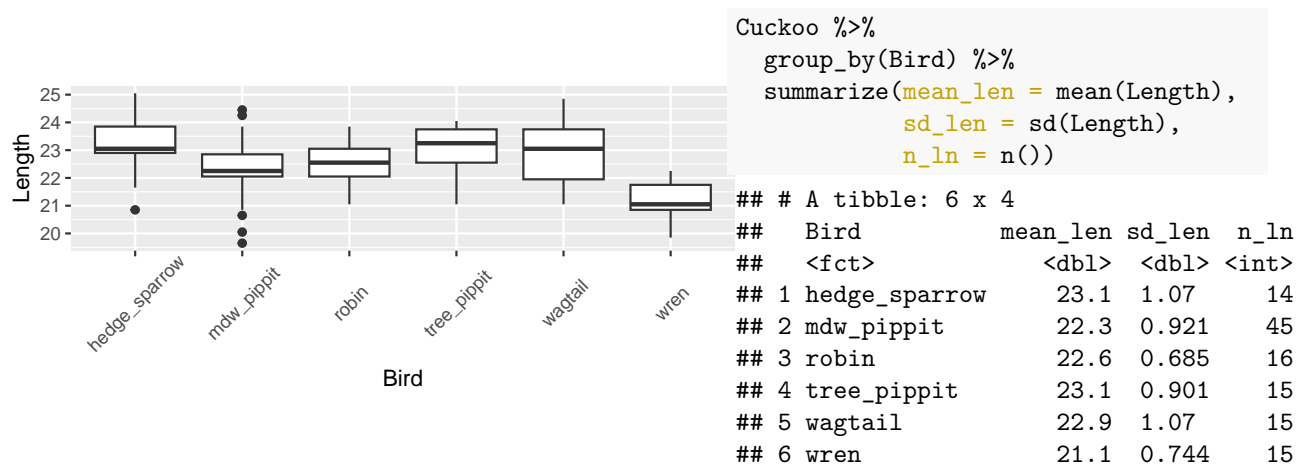 25
24
23
22
21
20
Length
hedge_sparrow
mdw_pippit
robin
tree_pippit
wagtail
wren
Bird
Cuckoo %>%
  group_by(Bird) %>%
  summarize(mean_len = mean(Length),
            sd_len = sd(Length),
            n_ln = n())
## # A tibble: 6 x 4
##   Bird          mean_len sd_len  n_ln
##   <fct>            <dbl>  <dbl> <int>
## 1 hedge_sparrow     23.1  1.07     14
## 2 mdw_pippit        22.3  0.921    45
## 3 robin             22.6  0.685    16
## 4 tree_pippit       23.1  0.901    15
## 5 wagtail           22.9  1.07     15
## 6 wren              21.1  0.744    15